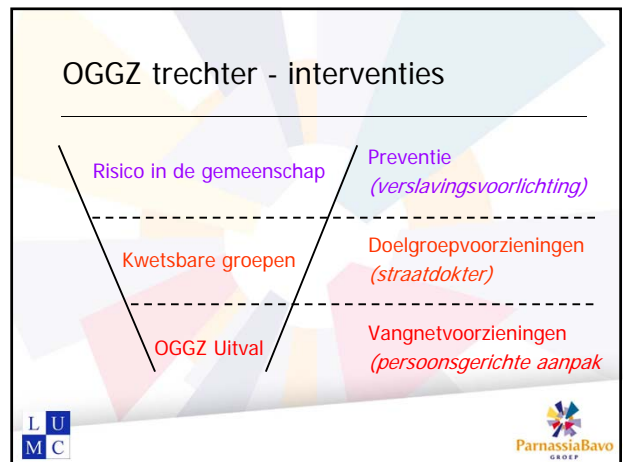 OGGZ trechter - interventies
Risico in de gemeenschap
Preventie
(verslavingsvoorlichting)
Kwetsbare groepen
Doelgroepvoorzieningen
(straatdokter)
OGGZ Uitval
Vangnetvoorzieningen
(persoonsgerichte aanpak
L U
M C
ParnassiaBavo
GROEP